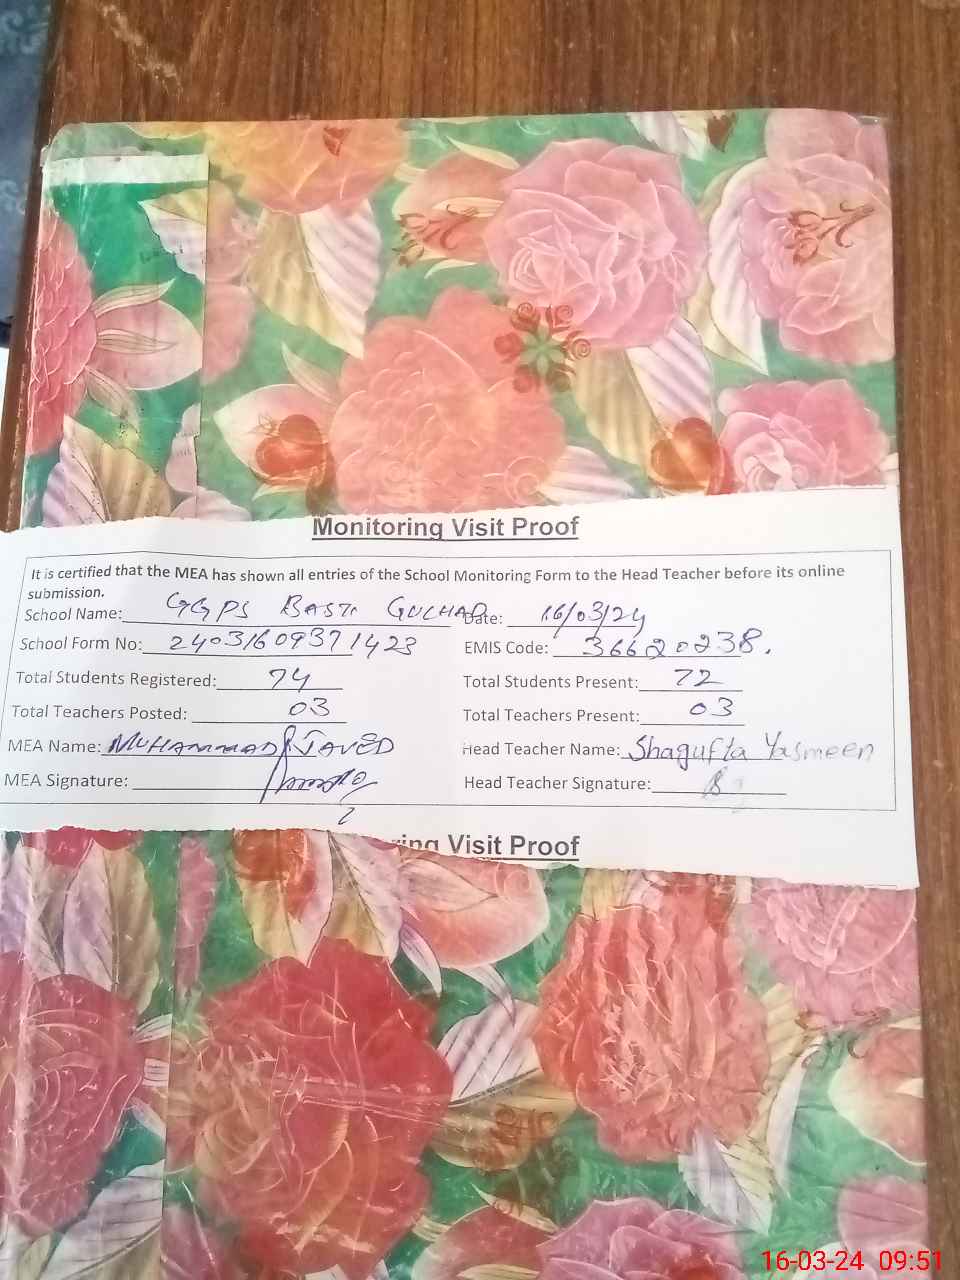 Monitoring Visit Proof
It is certified that the MEA has shown all entries of the School Monitoring Form to the Head Teacher before its online
submission.
School Name: GGPS BASTI GULHAD Date: 16/03/24
School Form No: 24031609371423 EMIS Code: 36620238.
Total Students Registered: 74 Total Students Present: 72
Total Teachers Posted: 03 Total Teachers Present: 03
MEA Name: MUHAMMAD JAVED Head Teacher Name: Shagufta Yasmeen
MEA Signature: Head Teacher Signature:
ring Visit Proof
16-03-24 09:51